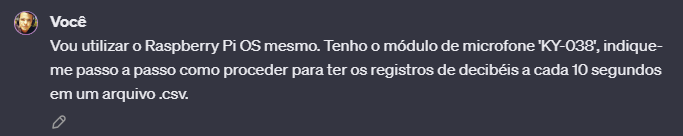 Você
Vou utilizar o Raspberry Pi OS mesmo. Tenho o módulo de microfone 'KY-038', indique-
me passo a passo como proceder para ter os registros de decibéis a cada 10 segundos
em um arquivo .csv.